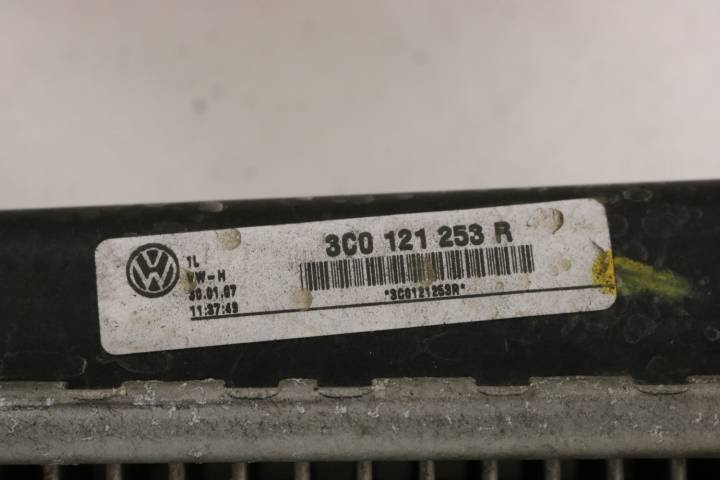 3C0 121 253 R
1L
VW-H
30.01.07
11:37:49
*3C0121253R*